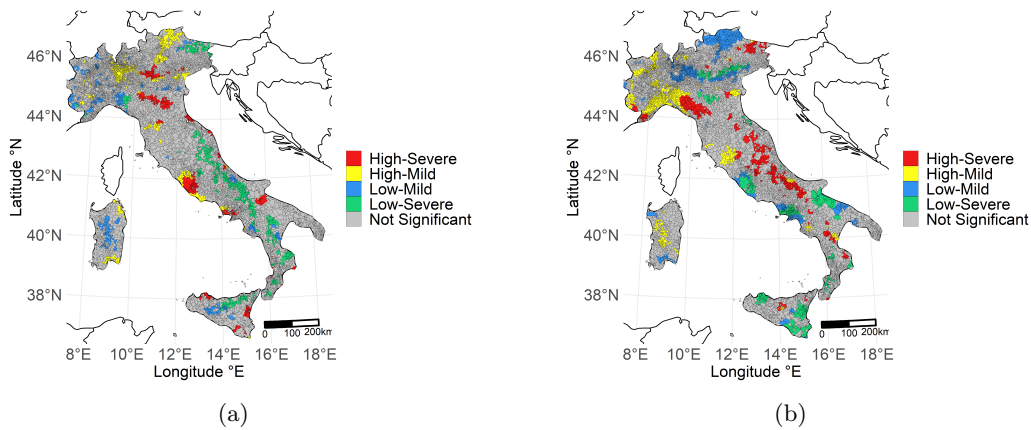 46°N
44°N
42°N
40°N
38°N
Latitude °N
8°E 10°E 12°E 14°E 16°E 18°E
Longitude °E
0 100 200km
High-Severe
High-Mild
Low-Mild
Low-Severe
Not Significant
(a)
46°N
44°N
42°N
40°N
38°N
Latitude °N
8°E 10°E 12°E 14°E 16°E 18°E
Longitude °E
0 100 200km
High-Severe
High-Mild
Low-Mild
Low-Severe
Not Significant
(b)